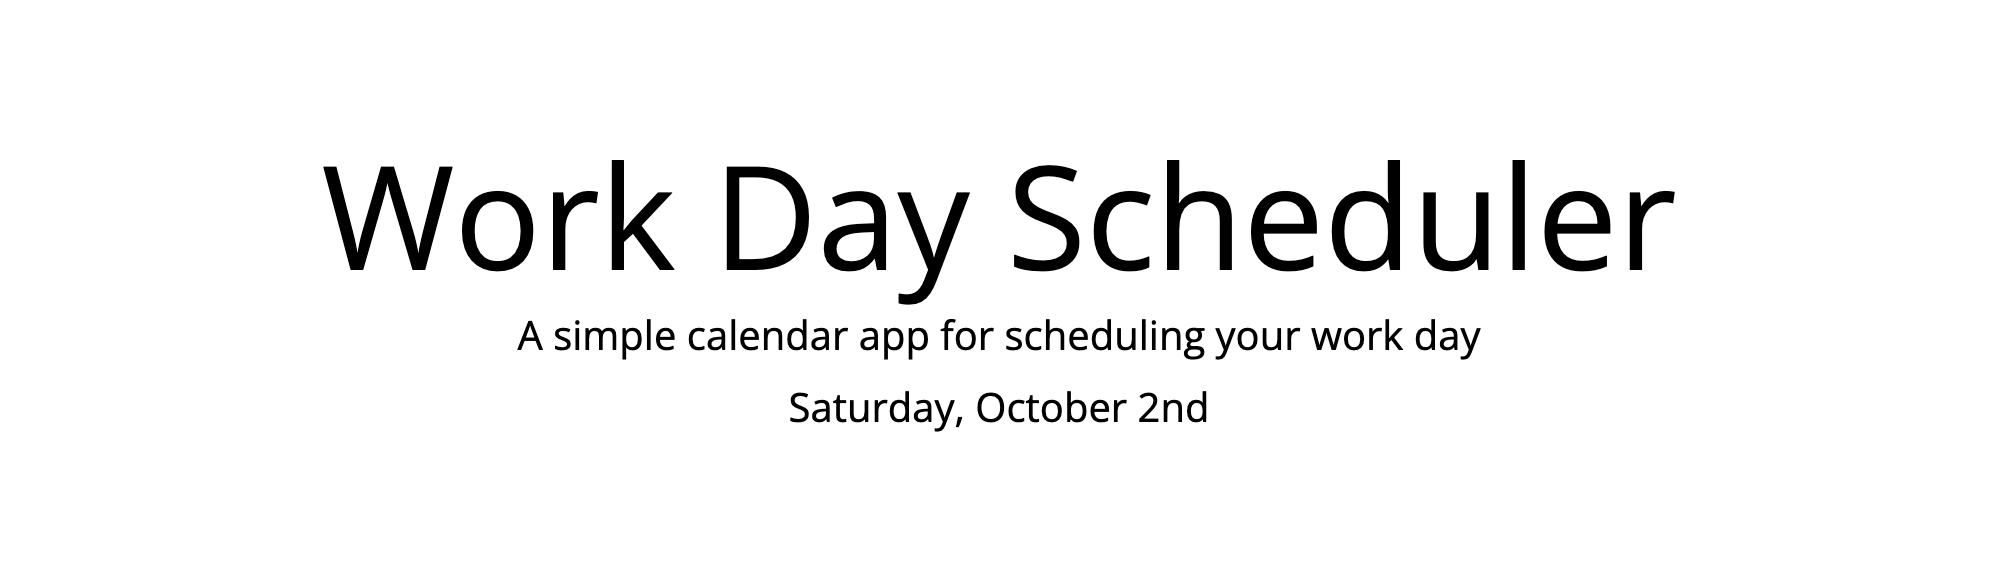 Work Day Scheduler
A simple calendar app for scheduling your work day
Saturday, October 2nd